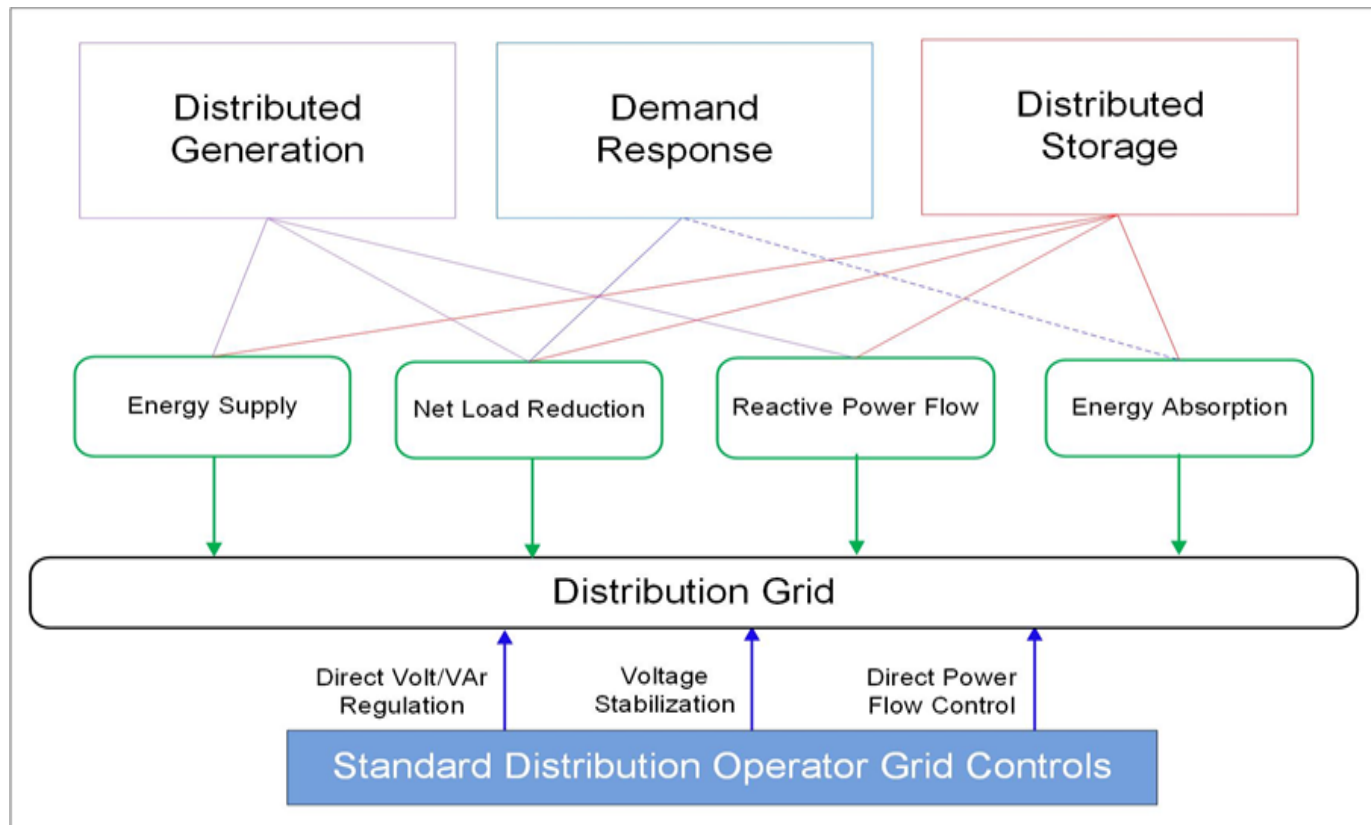 Distributed
Generation
Demand
Response
Distributed
Storage
Energy Supply
Net Load Reduction
Reactive Power Flow
Energy Absorption
Distribution Grid
Direct Volt/VAr
Regulation
Voltage
Stabilization
Direct Power
Flow Control
Standard Distribution Operator Grid Controls